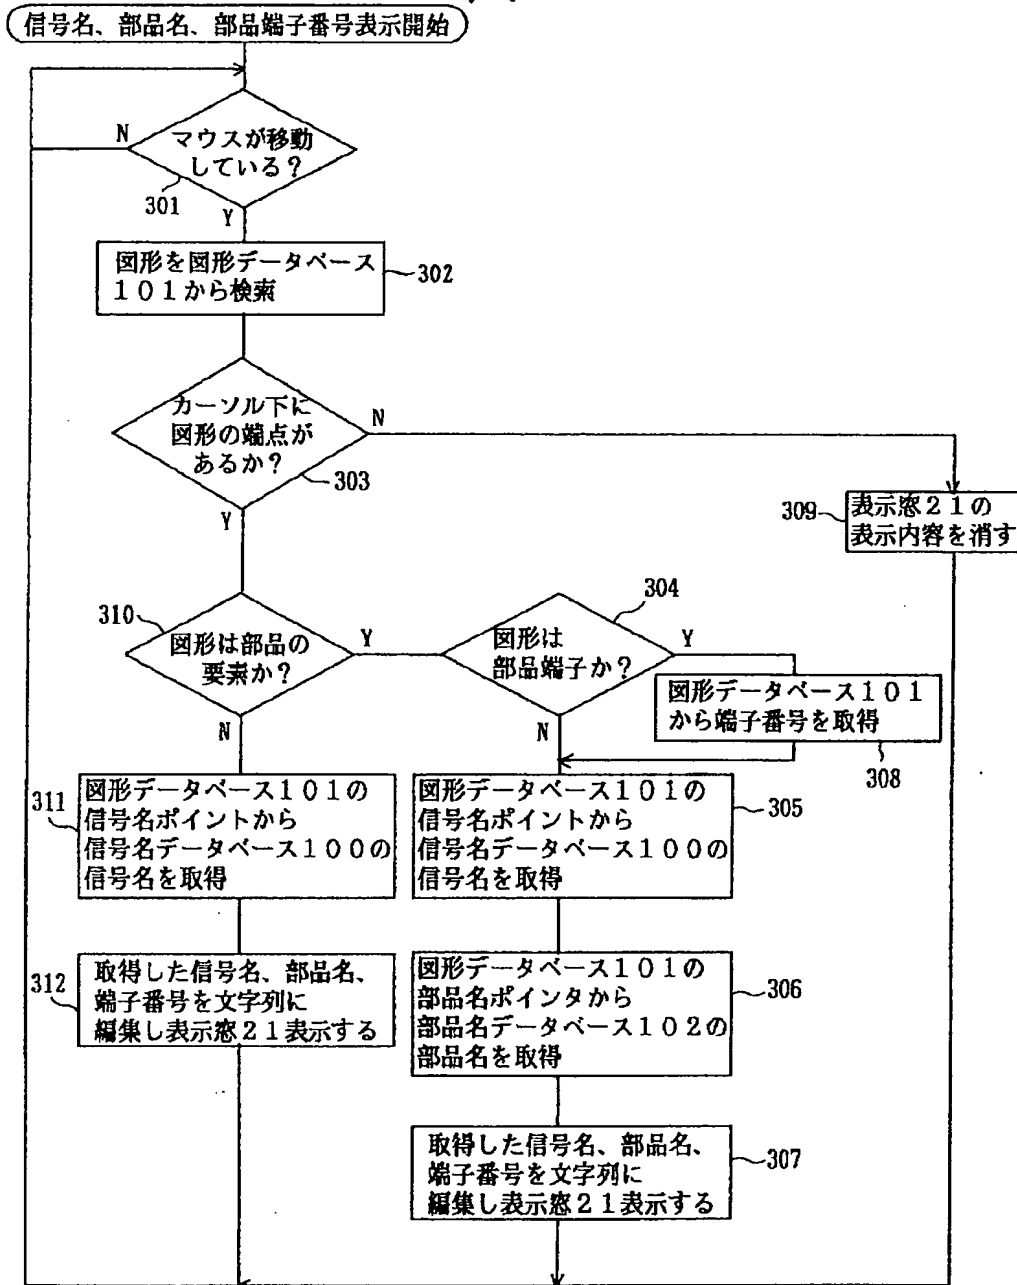 信号名、部品名、部品端子番号表示開始
N
マウスが移動
している？
301
Y
図形を図形データベース
１０１から検索
302
カーソル下に
図形の端点が
あるか？
N
303
Y
309
表示窓２１の
表示内容を消す
310
図形は部品の
要素か？
Y
N
304
図形は
部品端子か？
Y
N
図形データベース１０１
から端子番号を取得
308
311
図形データベース１０１の
信号名ポイントから
信号名データベース１００の
信号名を取得
図形データベース１０１の
信号名ポイントから
信号名データベース１００の
信号名を取得
305
312
取得した信号名、部品名、
端子番号を文字列に
編集し表示窓２１表示する
図形データベース１０１の
部品名ポインタから
部品名データベース１０２の
部品名を取得
306
取得した信号名、部品名、
端子番号を文字列に
編集し表示窓２１表示する
307